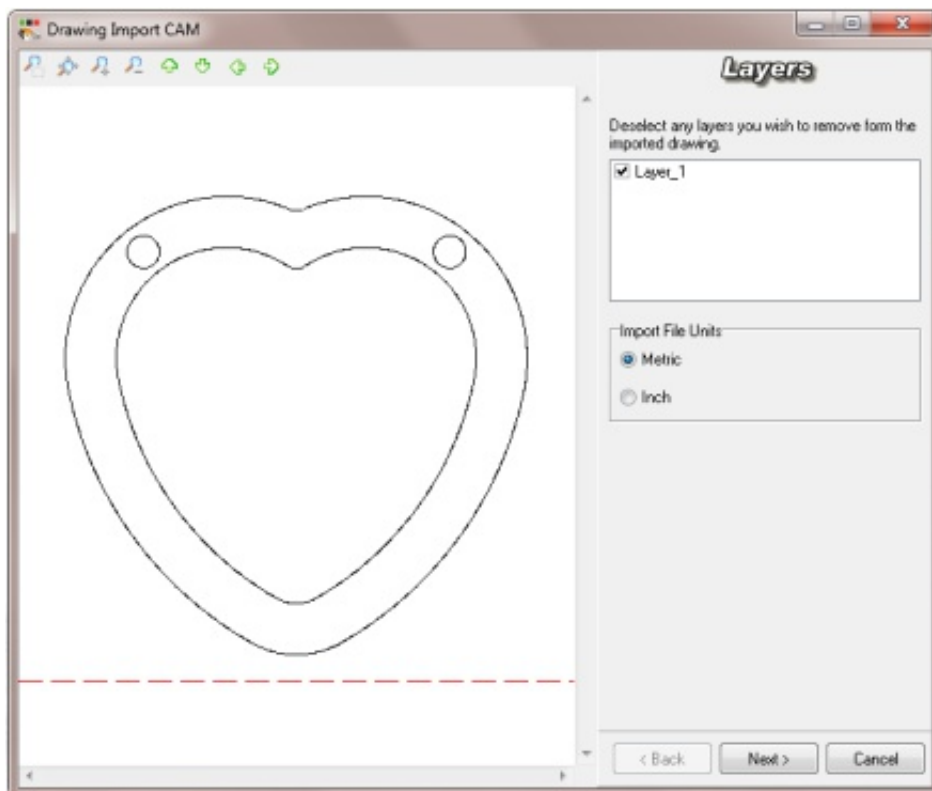 Drawing Import CAM
Layers
Deselect any layers you wish to remove form the
imported drawing.
Layer_1
Import File Units
Metric
Inch
< Back
Next >
Cancel